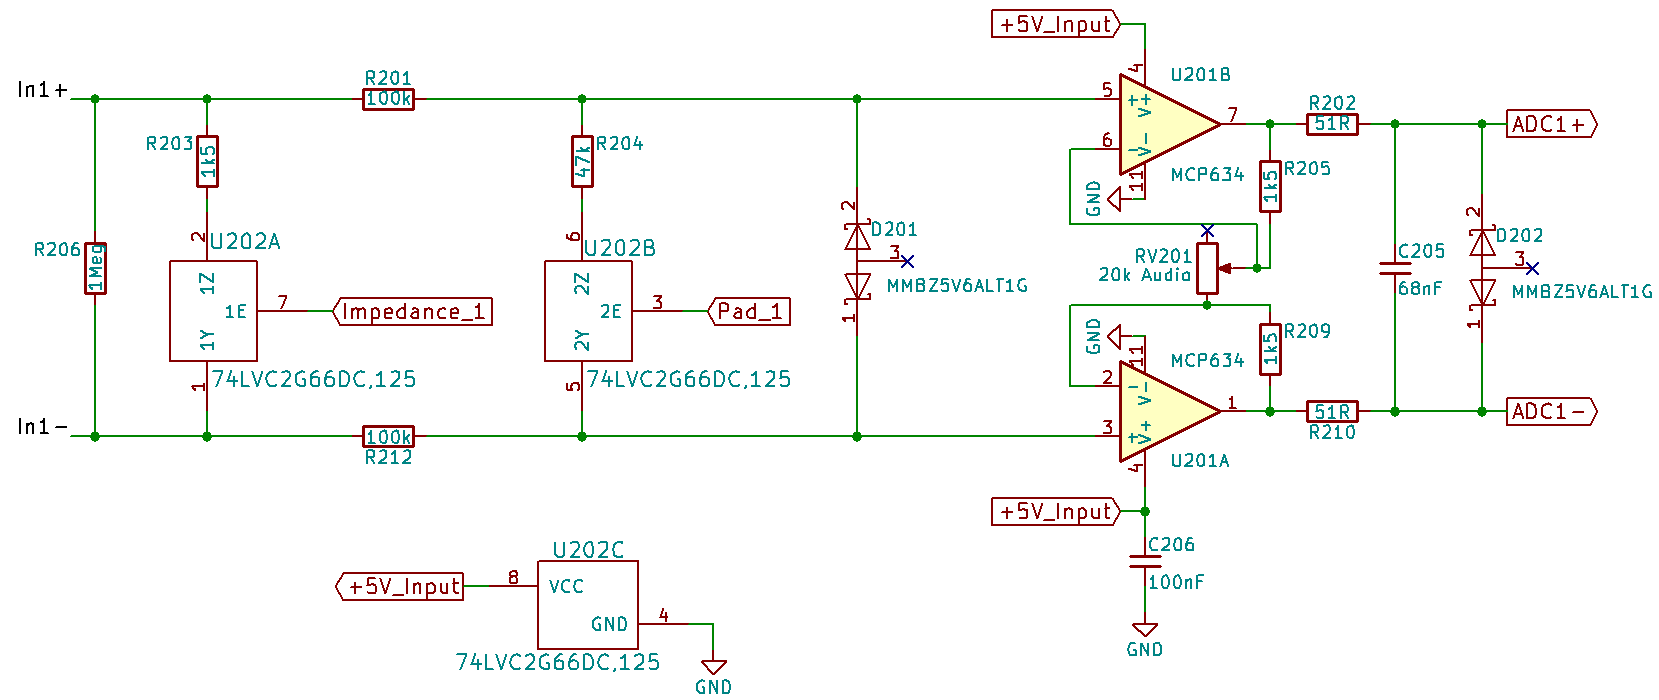 +5V_Input
4
U201B
In1+
R201
100k
5
+
V+
7
R202
51R
ADC1+
R203
1k5
47k
R204
6
−
V-
11
MCP634
GND
R205
1k5
2
U202A
6
U202B
2
D201
3
MMBZ5V6ALT1G
1
RV201
20k Audio
C205
68nF
2
D202
3
MMBZ5V6ALT1G
1
R206
1Meg
1Z
1E
1Y
7
Impedance_1
2Z
2E
2Y
3
Pad_1
GND
11
MCP634
R209
1k5
1
74LVC2G66DC,125
5
74LVC2G66DC,125
2
−
V-
1
51R
R210
ADC1-
In1-
100k
R212
3
+
V+
4
U201A
+5V_Input
C206
100nF
GND
U202C
+5V_Input
8
VCC
GND
4
74LVC2G66DC,125
GND